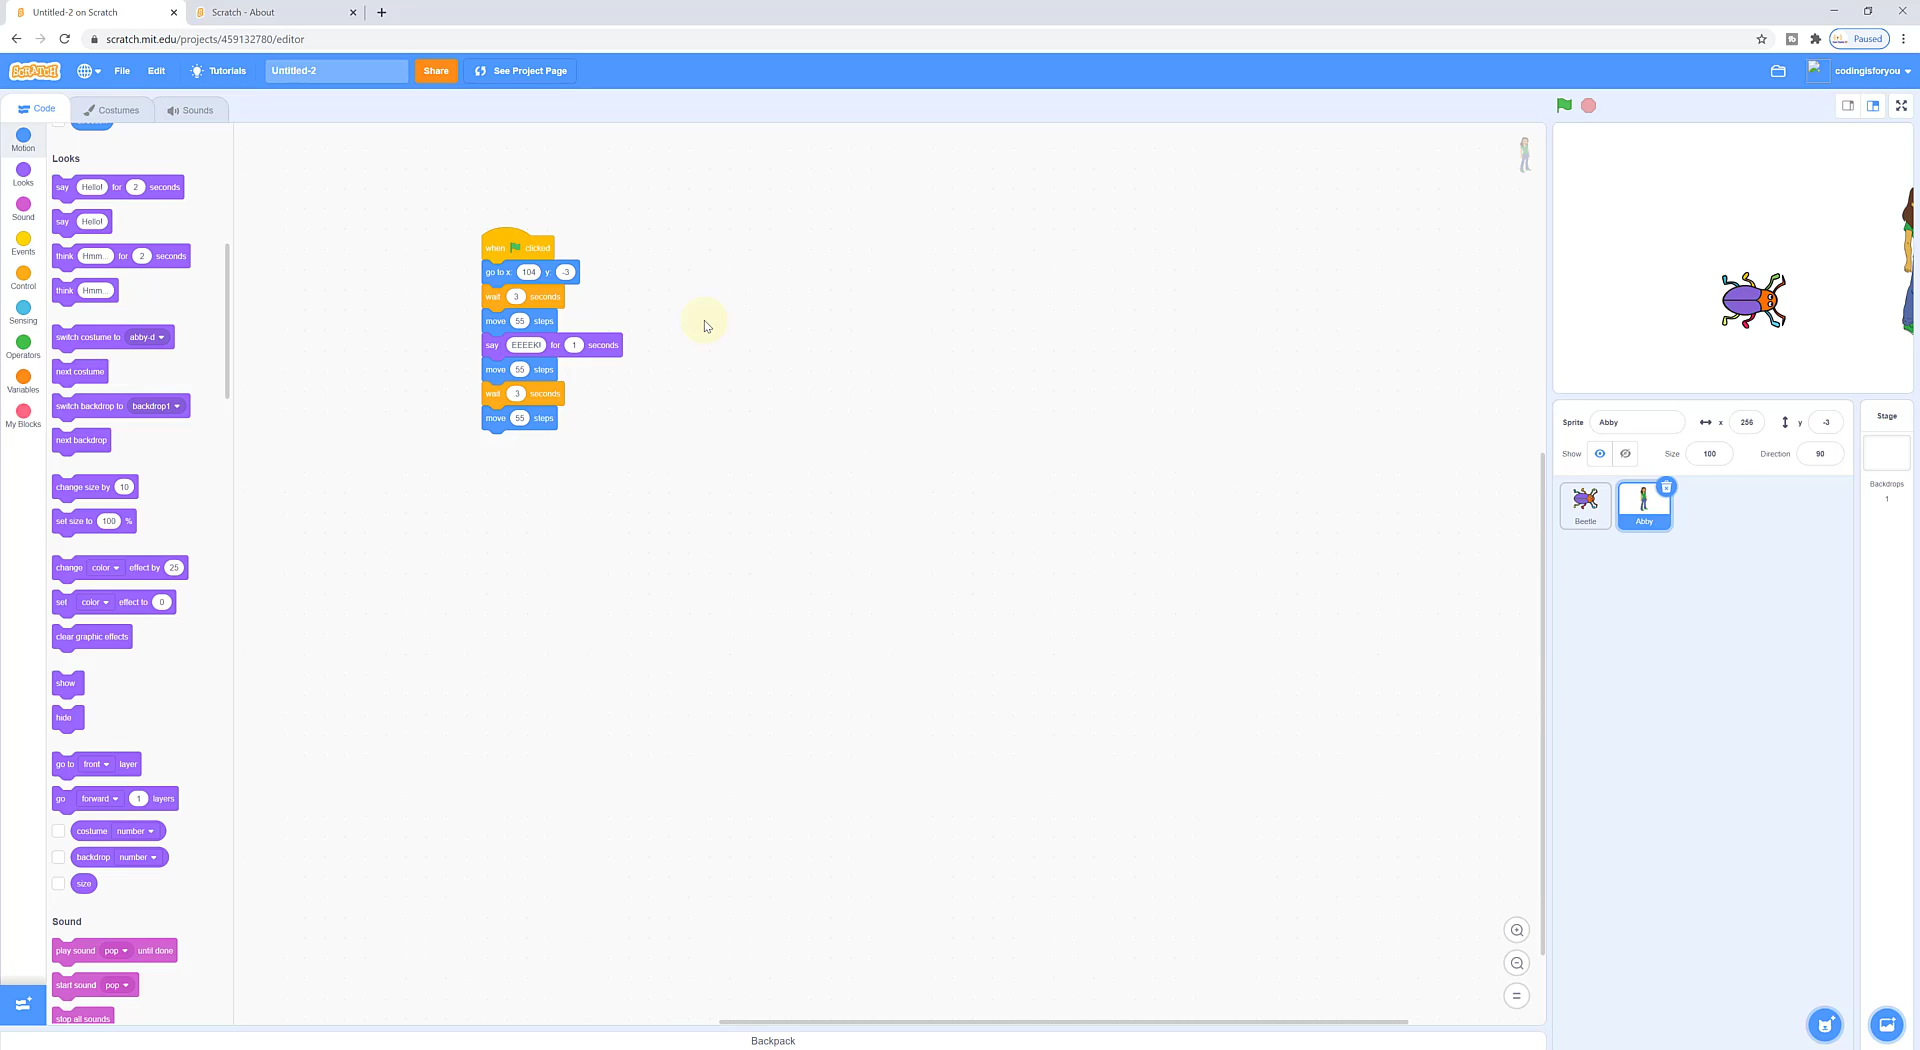 Untitled-2 on Scratch
Scratch - About
scratch.mit.edu/projects/459132780/editor
Paused
SCRATCH
File
Edit
Tutorials
Untitled-2
Share
See Project Page
codingisforyou
Code
Costumes
Sounds
Motion
Looks
Sound
Events
Control
Sensing
Operators
Variables
My Blocks
Looks
say Hello! for 2 seconds
say Hello!
think Hmm... for 2 seconds
think Hmm...
switch costume to abby-d
next costume
switch backdrop to backdrop1
next backdrop
change size by 10
set size to 100 %
change color effect by 25
set color effect to 0
clear graphic effects
show
hide
go to front layer
go forward 1 layers
costume number
backdrop number
size
Sound
play sound pop until done
start sound pop
stop all sounds
when clicked
go to x: 104 y: -3
wait 3 seconds
move 55 steps
say EEEEK! for 1 seconds
move 55 steps
wait 3 seconds
move 55 steps
Sprite Abby x 256 y -3
Show Size 100 Direction 90
Beetle
Abby
Stage
Backdrops
1
Backpack